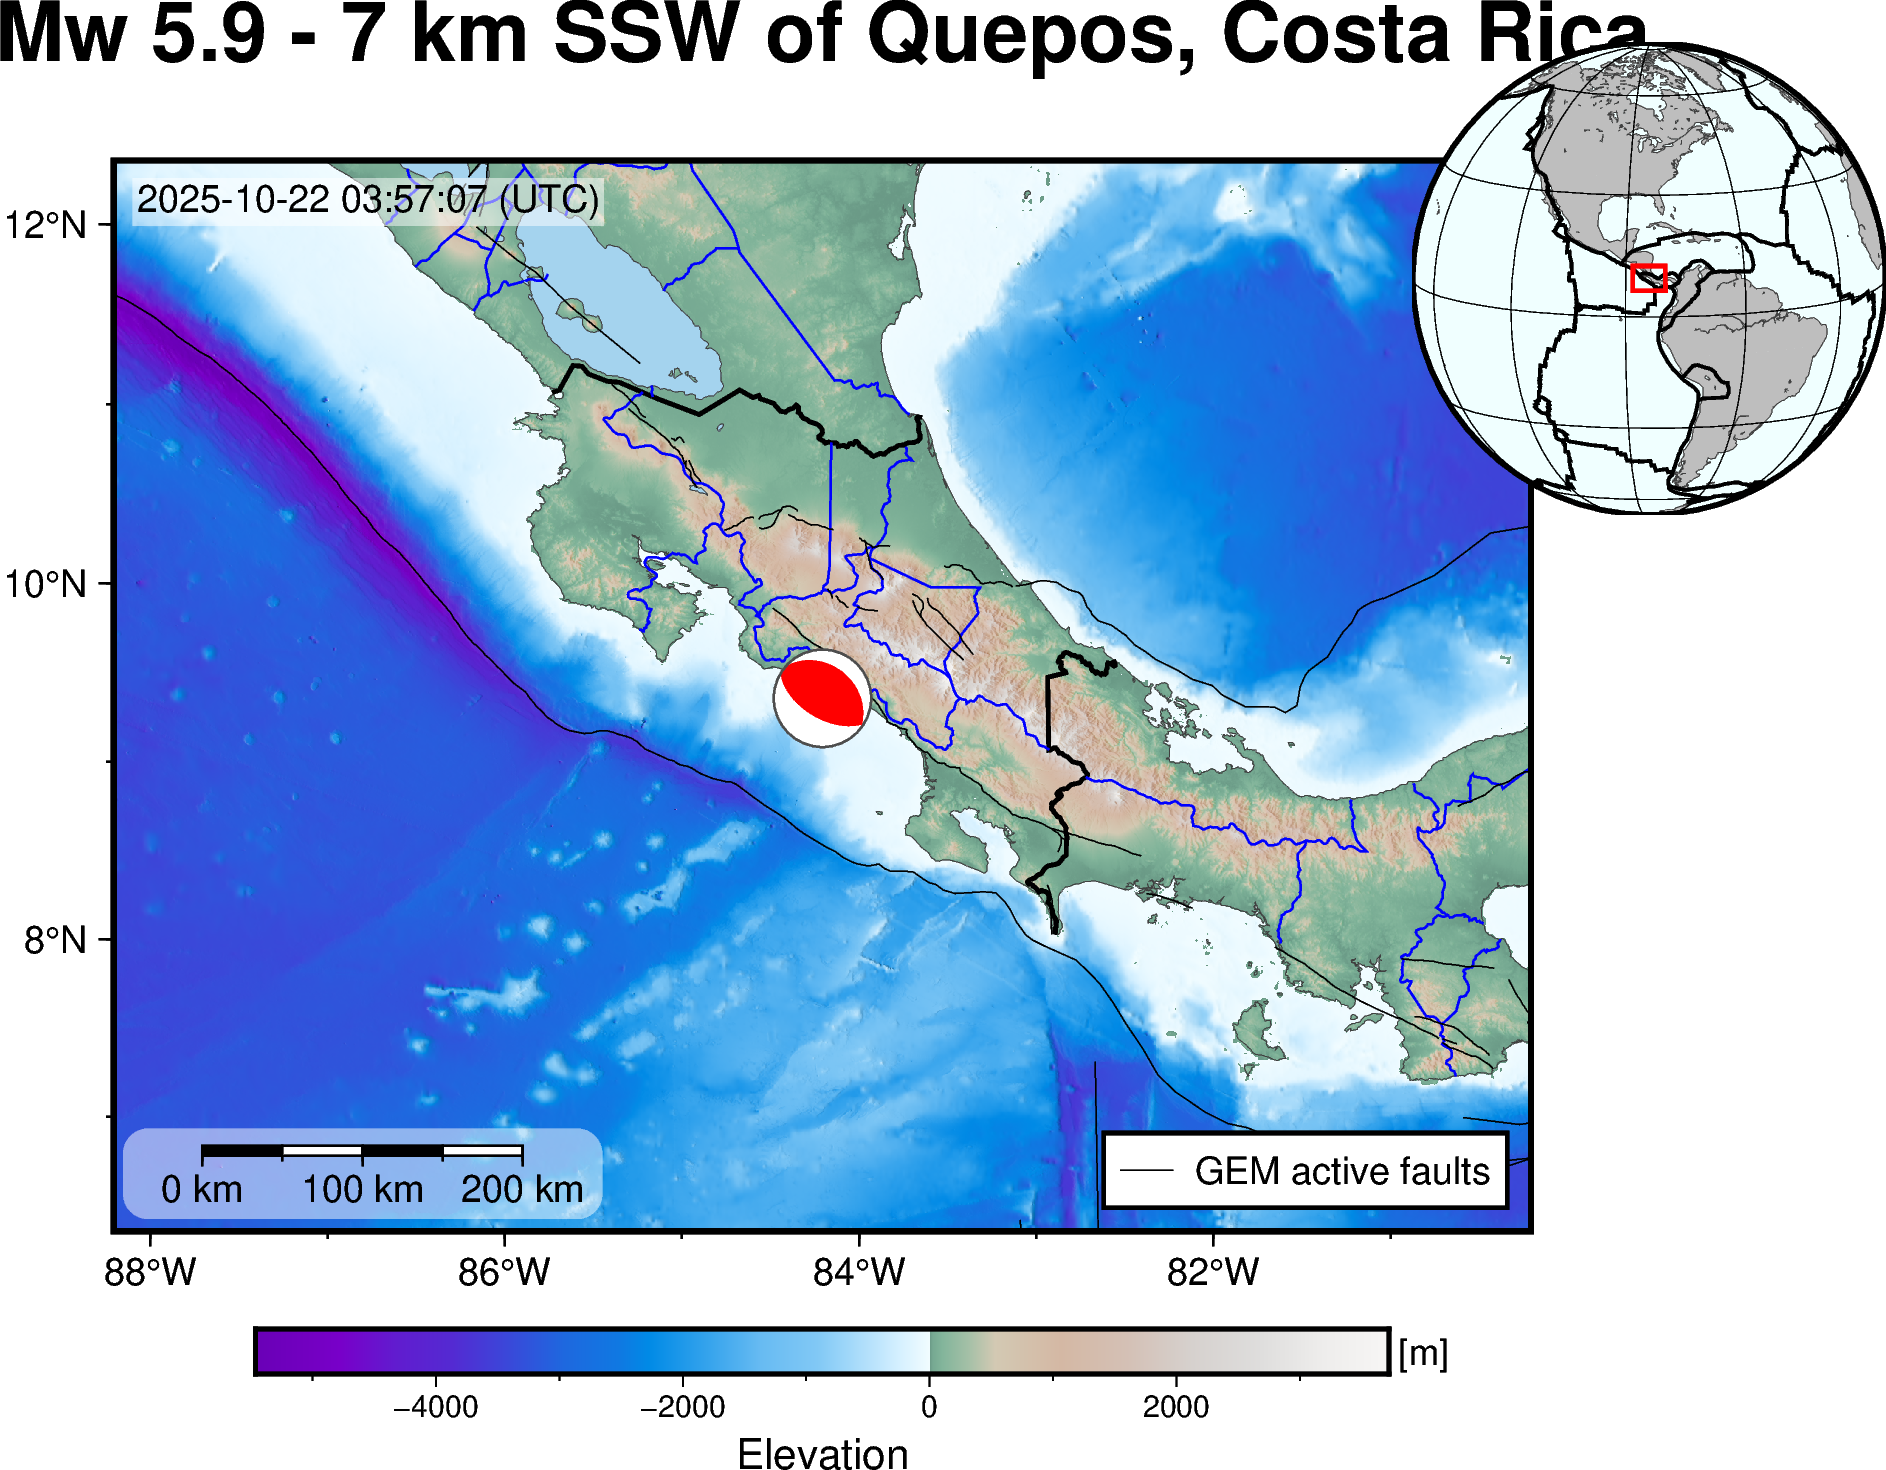 Mw 5.9 - 7 km SSW of Quepos, Costa Rica
2025-10-22 03:57:07 (UTC)
12°N
10°N
8°N
0 km 100 km 200 km
GEM active faults
88°W 86°W 84°W 82°W
[m]
−4000 −2000 0 2000
Elevation